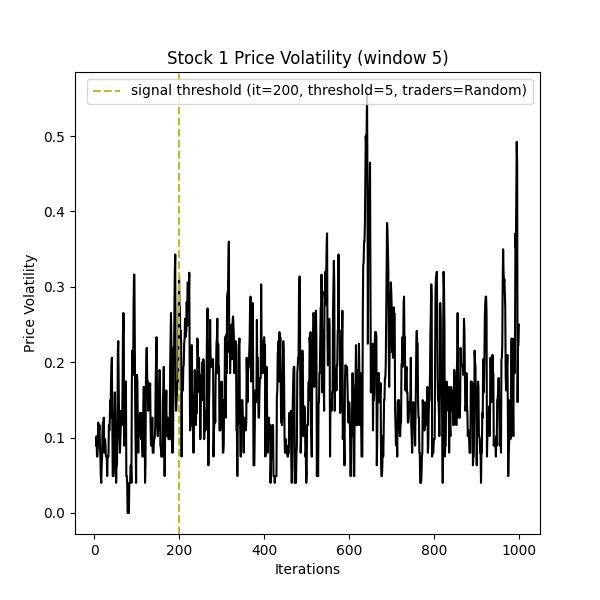 Stock 1 Price Volatility (window 5)
signal threshold (it=200, threshold=5, traders=Random)
Price Volatility
0.5
0.4
0.3
0.2
0.1
0.0
0 200 400 600 800 1000
Iterations